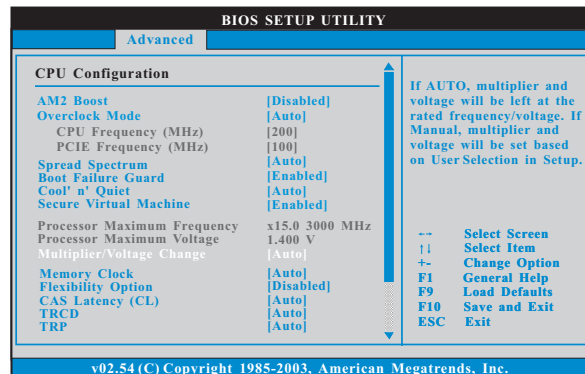 BIOS SETUP UTILITY
Advanced
CPU Configuration
AM2 Boost [Disabled]
Overclock Mode [Auto]
CPU Frequency (MHz) [200]
PCIE Frequency (MHz) [100]
Spread Spectrum [Auto]
Boot Failure Guard [Enabled]
Cool' n' Quiet [Auto]
Secure Virtual Machine [Enabled]
Processor Maximum Frequency x15.0 3000 MHz
Processor Maximum Voltage 1.400 V
Multiplier/Voltage Change [Auto]
Memory Clock [Auto]
Flexibility Option [Disabled]
CAS Latency (CL) [Auto]
TRCD [Auto]
TRP [Auto]
If AUTO, multiplier and
voltage will be left at the
rated frequency/voltage. If
Manual, multiplier and
voltage will be set based
on User Selection in Setup.
←→ Select Screen
↑↓ Select Item
+- Change Option
F1 General Help
F9 Load Defaults
F10 Save and Exit
ESC Exit
v02.54 (C) Copyright 1985-2003, American Megatrends, Inc.